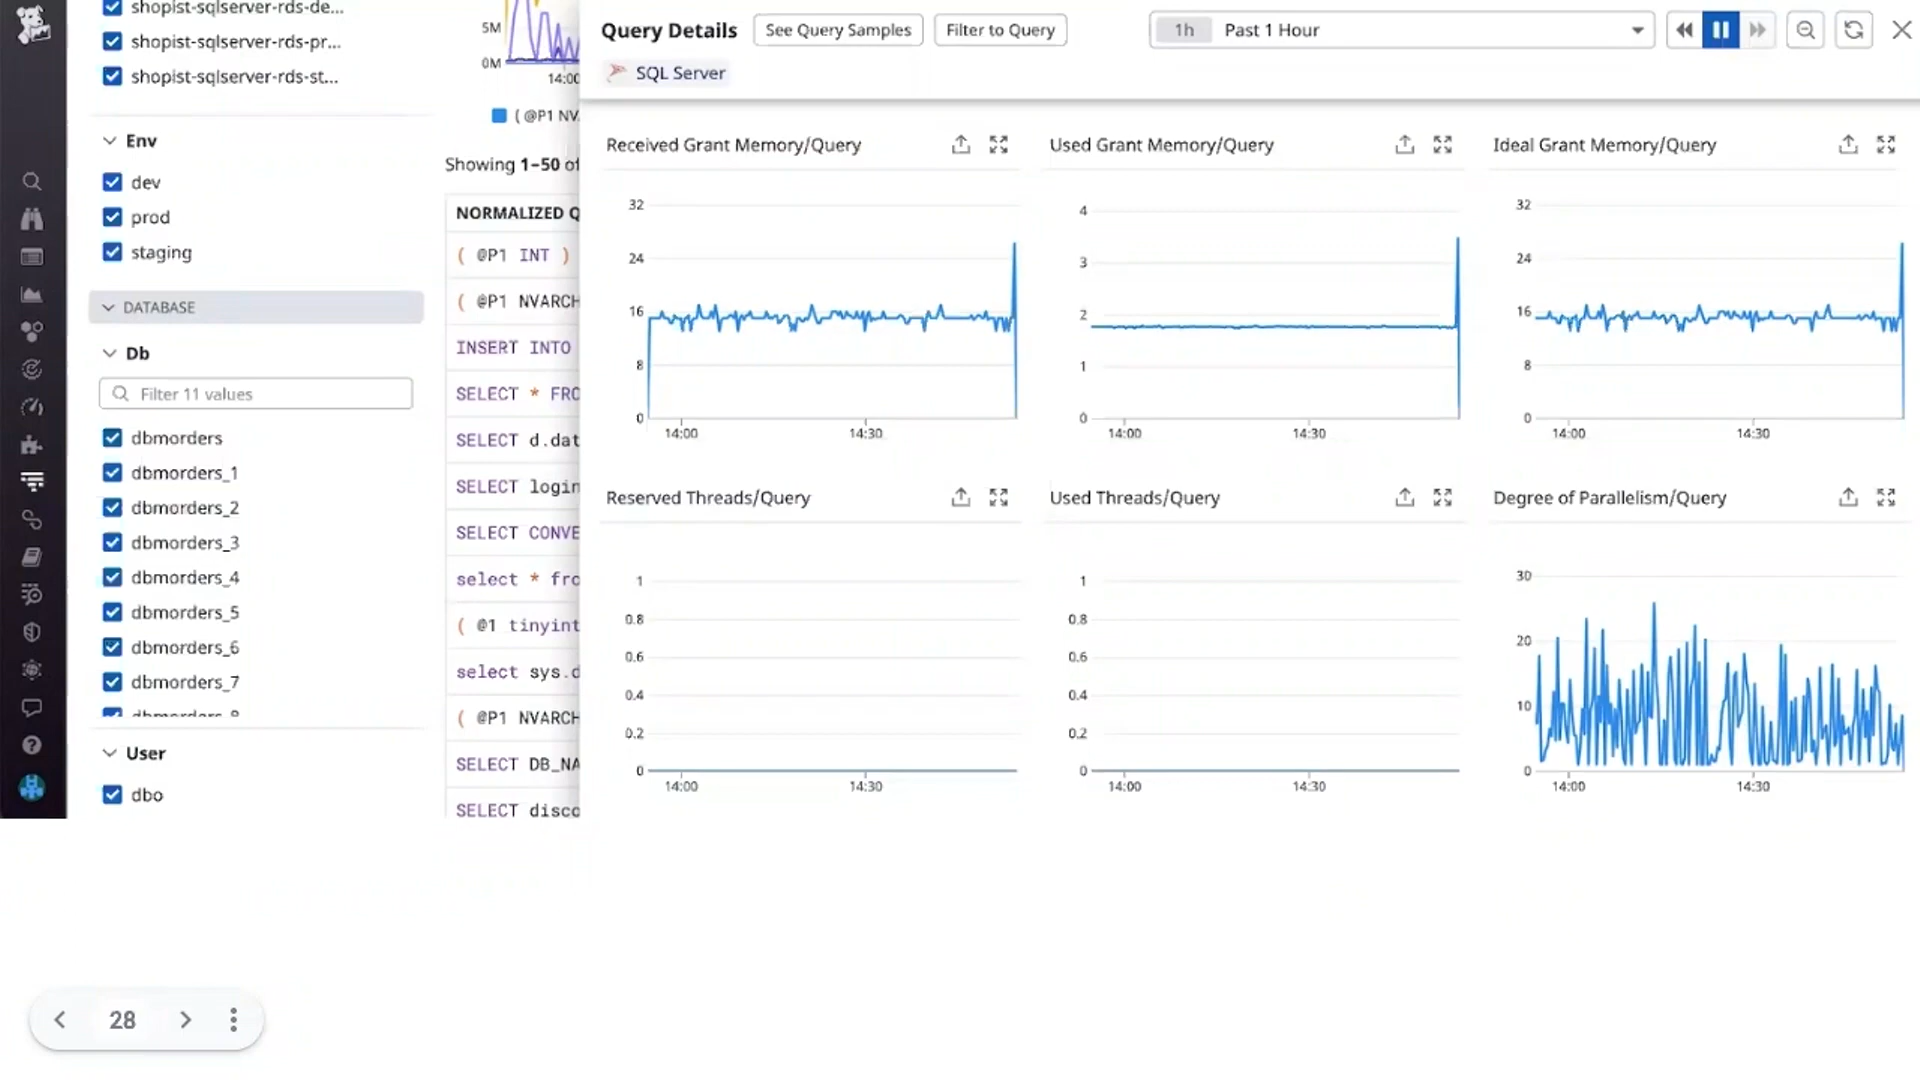 shopist-sqlserver-rds-de...
shopist-sqlserver-rds-pr...
shopist-sqlserver-rds-st...
Env
dev
prod
staging
DATABASE
Db
Filter 11 values
dbmorders
dbmorders_1
dbmorders_2
dbmorders_3
dbmorders_4
dbmorders_5
dbmorders_6
dbmorders_7
dbmorders_8
User
dbo
5M
0M
14:00
( @P1 NV
Showing 1–50 of
NORMALIZED Q
( @P1 INT )
( @P1 NVARCH
INSERT INTO
SELECT * FRO
SELECT d.dat
SELECT login
SELECT CONVE
select * fro
( @1 tinyint
select sys.d
( @P1 NVARCH
SELECT DB_NA
SELECT disco
Query Details
See Query Samples
Filter to Query
1h Past 1 Hour
SQL Server
Received Grant Memory/Query
32
24
16
8
0
14:00 14:30
Used Grant Memory/Query
4
3
2
1
0
14:00 14:30
Ideal Grant Memory/Query
32
24
16
8
0
14:00 14:30
Reserved Threads/Query
1
0.8
0.6
0.4
0.2
0
14:00 14:30
Used Threads/Query
1
0.8
0.6
0.4
0.2
0
14:00 14:30
Degree of Parallelism/Query
30
20
10
0
14:00 14:30
28